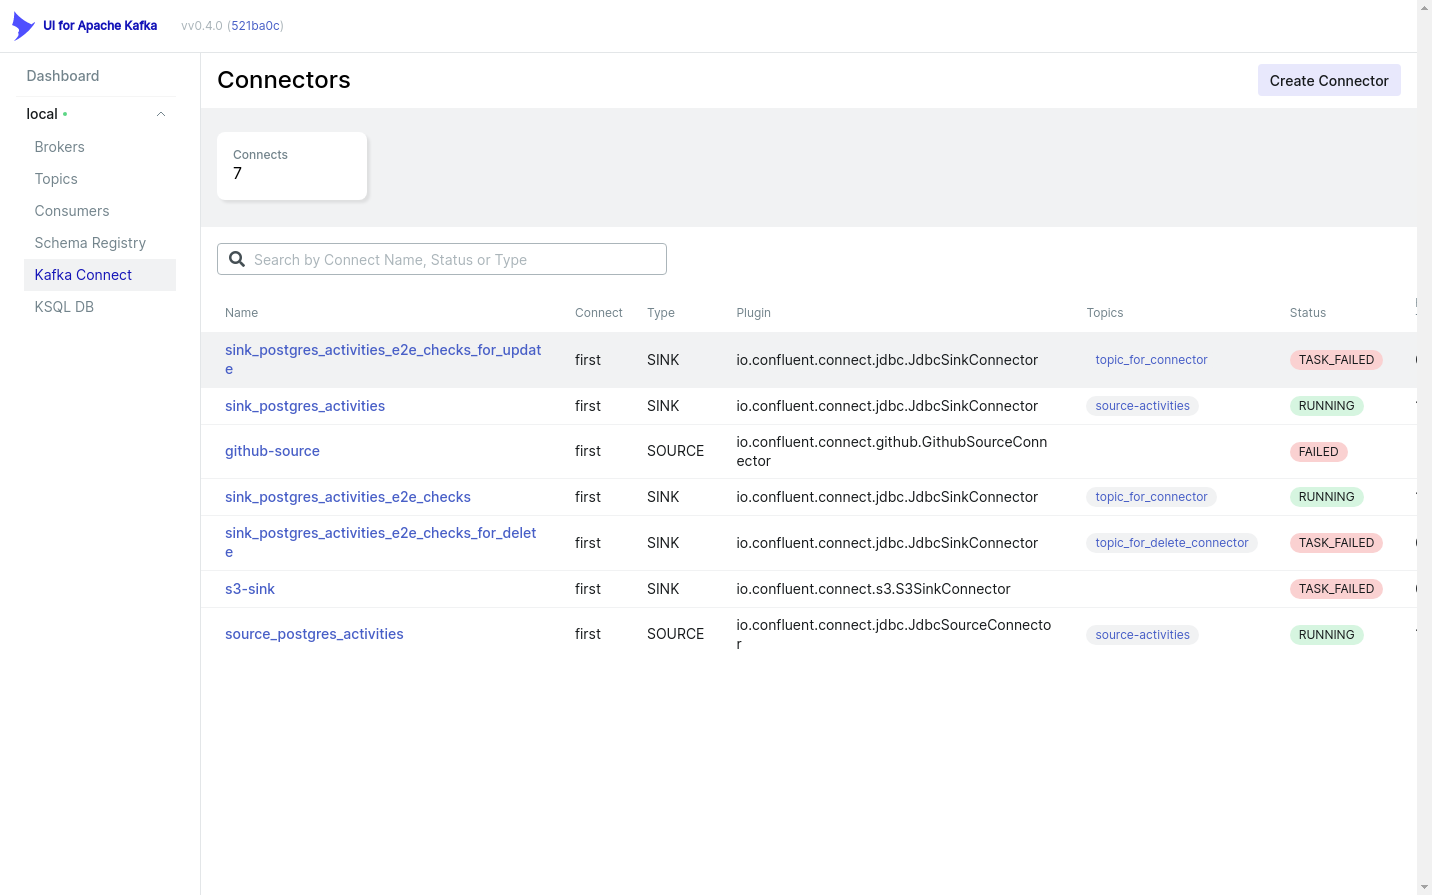 UI for Apache Kafka vv0.4.0 (521ba0c)
Dashboard
local
Brokers
Topics
Consumers
Schema Registry
Kafka Connect
KSQL DB
Connectors
Create Connector
Connects
7
Search by Connect Name, Status or Type
Name Connect Type Plugin Topics Status
sink_postgres_activities_e2e_checks_for_updat
e
first SINK io.confluent.connect.jdbc.JdbcSinkConnector topic_for_connector TASK_FAILED
sink_postgres_activities first SINK io.confluent.connect.jdbc.JdbcSinkConnector source-activities RUNNING
github-source first SOURCE io.confluent.connect.github.GithubSourceConn
ector
FAILED
sink_postgres_activities_e2e_checks first SINK io.confluent.connect.jdbc.JdbcSinkConnector topic_for_connector RUNNING
sink_postgres_activities_e2e_checks_for_delet
e
first SINK io.confluent.connect.jdbc.JdbcSinkConnector topic_for_delete_connector TASK_FAILED
s3-sink first SINK io.confluent.connect.s3.S3SinkConnector TASK_FAILED
source_postgres_activities first SOURCE io.confluent.connect.jdbc.JdbcSourceConnecto
r
source-activities RUNNING